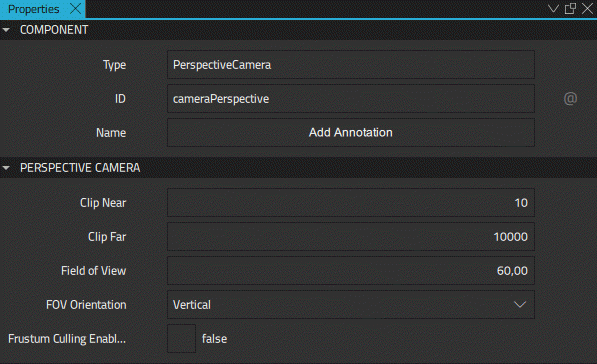 Properties
COMPONENT
Type PerspectiveCamera
ID cameraPerspective @
Name Add Annotation
PERSPECTIVE CAMERA
Clip Near 10
Clip Far 10000
Field of View 60,00
FOV Orientation Vertical
Frustum Culling Enabl... false